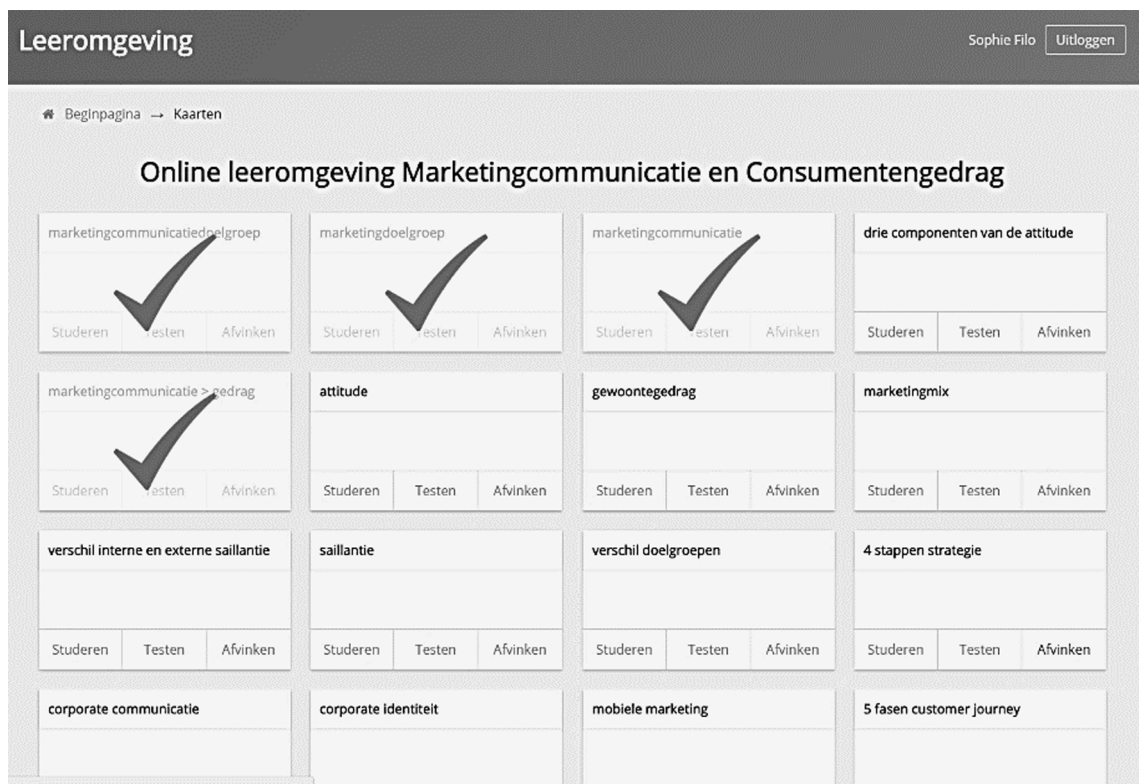 Leeromgeving
Sophie Filo Uitloggen
Beginpagina → Kaarten
Online leeromgeving Marketingcommunicatie en Consumentengedrag
marketingcommunicatiedoelgroep
Studeren Testen Afvinken
marketingdoelgroep
Studeren Testen Afvinken
marketingcommunicatie
Studeren Testen Afvinken
drie componenten van de attitude
Studeren Testen Afvinken
marketingcommunicatie > gedrag
Studeren Testen Afvinken
attitude
Studeren Testen Afvinken
gewoontegedrag
Studeren Testen Afvinken
marketingmix
Studeren Testen Afvinken
verschil interne en externe saillantie
Studeren Testen Afvinken
saillantie
Studeren Testen Afvinken
verschil doelgroepen
Studeren Testen Afvinken
4 stappen strategie
Studeren Testen Afvinken
corporate communicatie
corporate identiteit
mobiele marketing
5 fasen customer journey